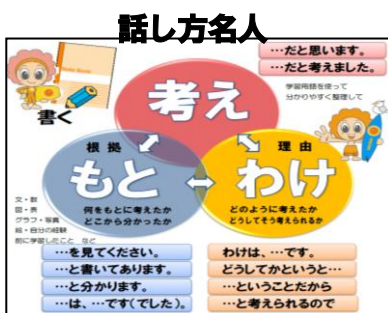 話し方名人
…だと思います。
…だと考えました。
学習用語を使って
分かりやすく整理して
書く
考え
根拠
もと
何をもとに考えたか
どこから分かったか
理由
わけ
どのように考えたか
どうしてそう考えられるか
文・数
図・表
グラフ・写真
絵・自分の経験
前に学習したこと など
…を見てください。
…と書いてあります。
…と分かります。
…は、…です(でした)。
わけは、…です。
どうしてかというと…
…ということだから
…と考えられるので